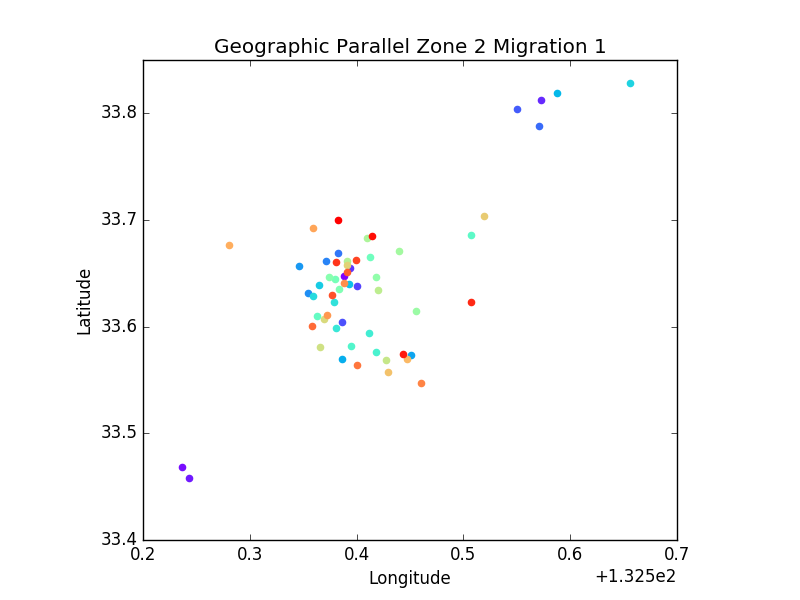 Geographic Parallel Zone 2 Migration 1
33.8
33.7
33.6
33.5
33.4
Latitude
0.2 0.3 0.4 0.5 0.6 0.7
Longitude
+1.325e2